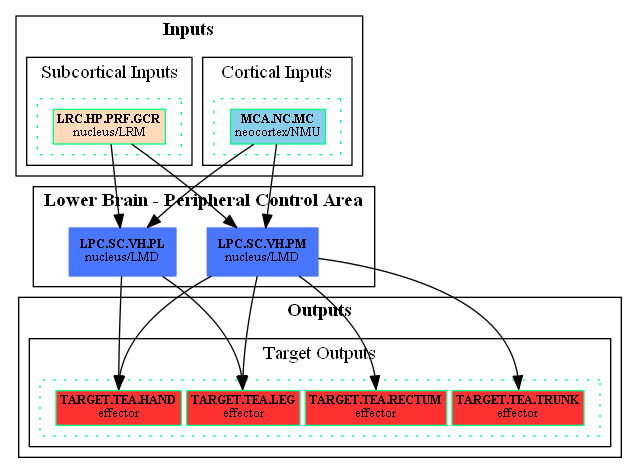 Inputs
Subcortical Inputs
Cortical Inputs
LRC.HP.PRF.GCR
nucleus/LRM
MCA.NC.MC
neocortex/NMU
Lower Brain - Peripheral Control Area
LPC.SC.VH.PL
nucleus/LMD
LPC.SC.VH.PM
nucleus/LMD
Outputs
Target Outputs
TARGET.TEA.HAND
effector
TARGET.TEA.LEG
effector
TARGET.TEA.RECTUM
effector
TARGET.TEA.TRUNK
effector